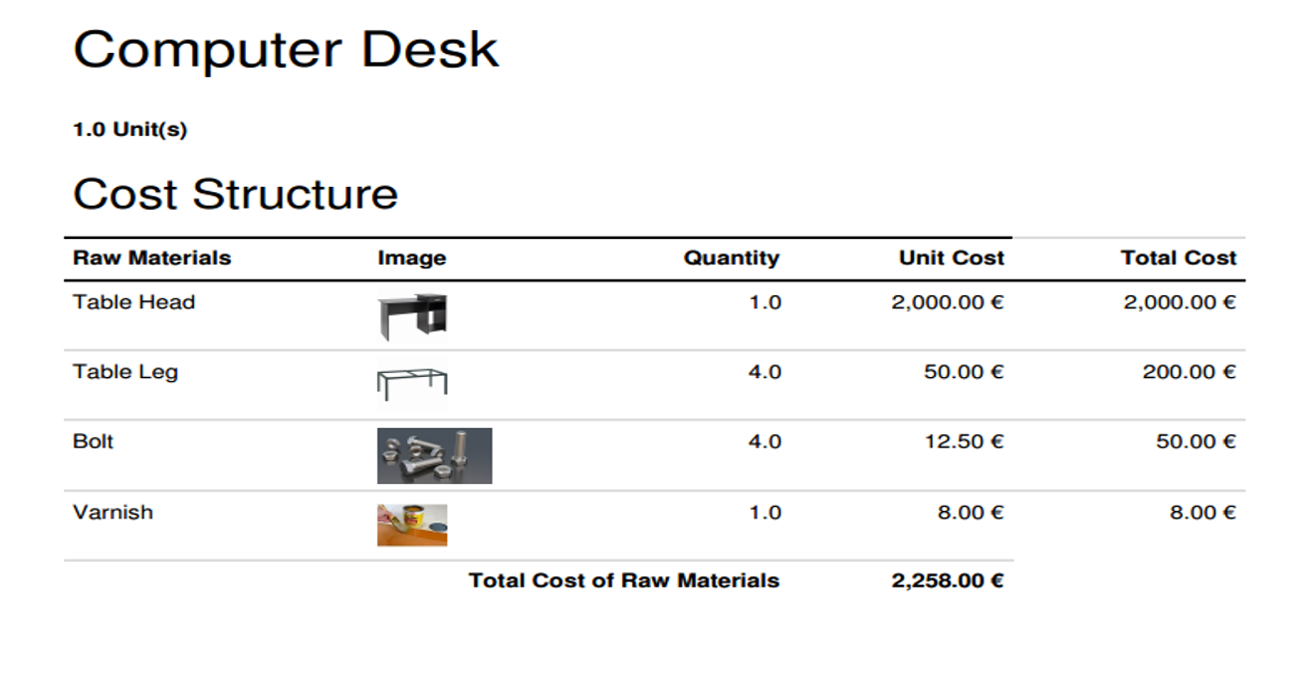 Computer Desk
1.0 Unit(s)
Cost Structure
Raw Materials Image Quantity Unit Cost Total Cost
Table Head 1.0 2,000.00 € 2,000.00 €
Table Leg 4.0 50.00 € 200.00 €
Bolt 4.0 12.50 € 50.00 €
Varnish 1.0 8.00 € 8.00 €
Total Cost of Raw Materials 2,258.00 €